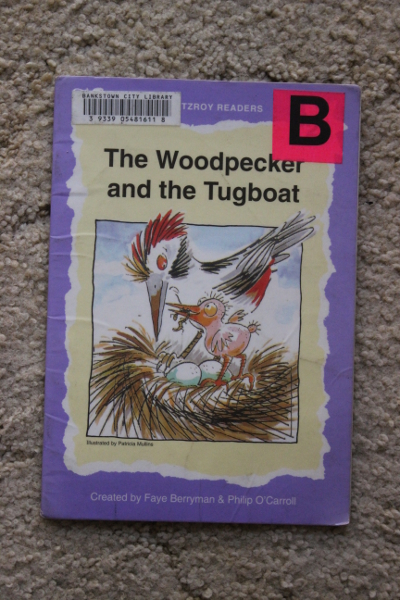 BANKSTOWN CITY LIBRARY
3 9339 05481611 8
TZROY READERS
B
The Woodpecker
and the Tugboat
Illustrated by Patricia Mullins
Created by Faye Berryman & Philip O'Carroll